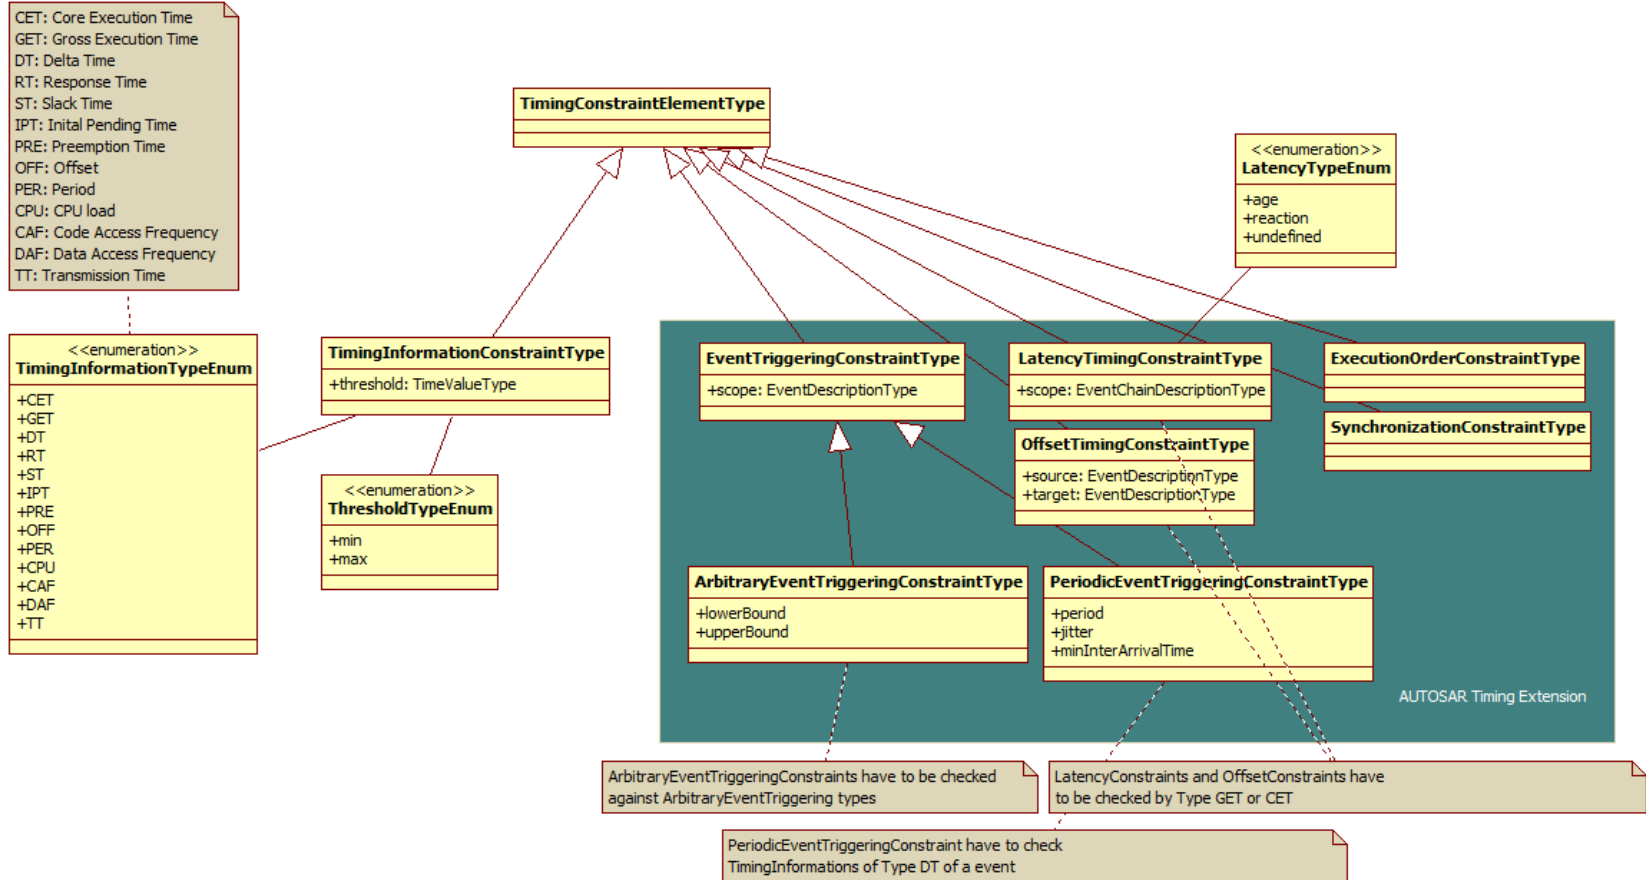 CET: Core Execution Time
GET: Gross Execution Time
DT: Delta Time
RT: Response Time
ST: Slack Time
IPT: Inital Pending Time
PRE: Preemption Time
OFF: Offset
PER: Period
CPU: CPU load
CAF: Code Access Frequency
DAF: Data Access Frequency
TT: Transmission Time
TimingConstraintElementType
<<enumeration>>
LatencyTypeEnum
+age
+reaction
+undefined
<<enumeration>>
TimingInformationTypeEnum
+CET
+GET
+DT
+RT
+ST
+IPT
+PRE
+OFF
+PER
+CPU
+CAF
+DAF
+TT
TimingInformationConstraintType
+threshold: TimeValueType
<<enumeration>>
ThresholdTypeEnum
+min
+max
EventTriggeringConstraintType
+scope: EventDescriptionType
LatencyTimingConstraintType
+scope: EventChainDescriptionType
ExecutionOrderConstraintType
SynchronizationConstraintType
OffsetTimingConstraintType
+source: EventDescriptionType
+target: EventDescriptionType
ArbitraryEventTriggeringConstraintType
+lowerBound
+upperBound
PeriodicEventTriggeringConstraintType
+period
+jitter
+minInterArrivalTime
AUTOSAR Timing Extension
ArbitraryEventTriggeringConstraints have to be checked
against ArbitraryEventTriggering types
LatencyConstraints and OffsetConstraints have
to be checked by Type GET or CET
PeriodicEventTriggeringConstraint have to check
TimingInformations of Type DT of a event